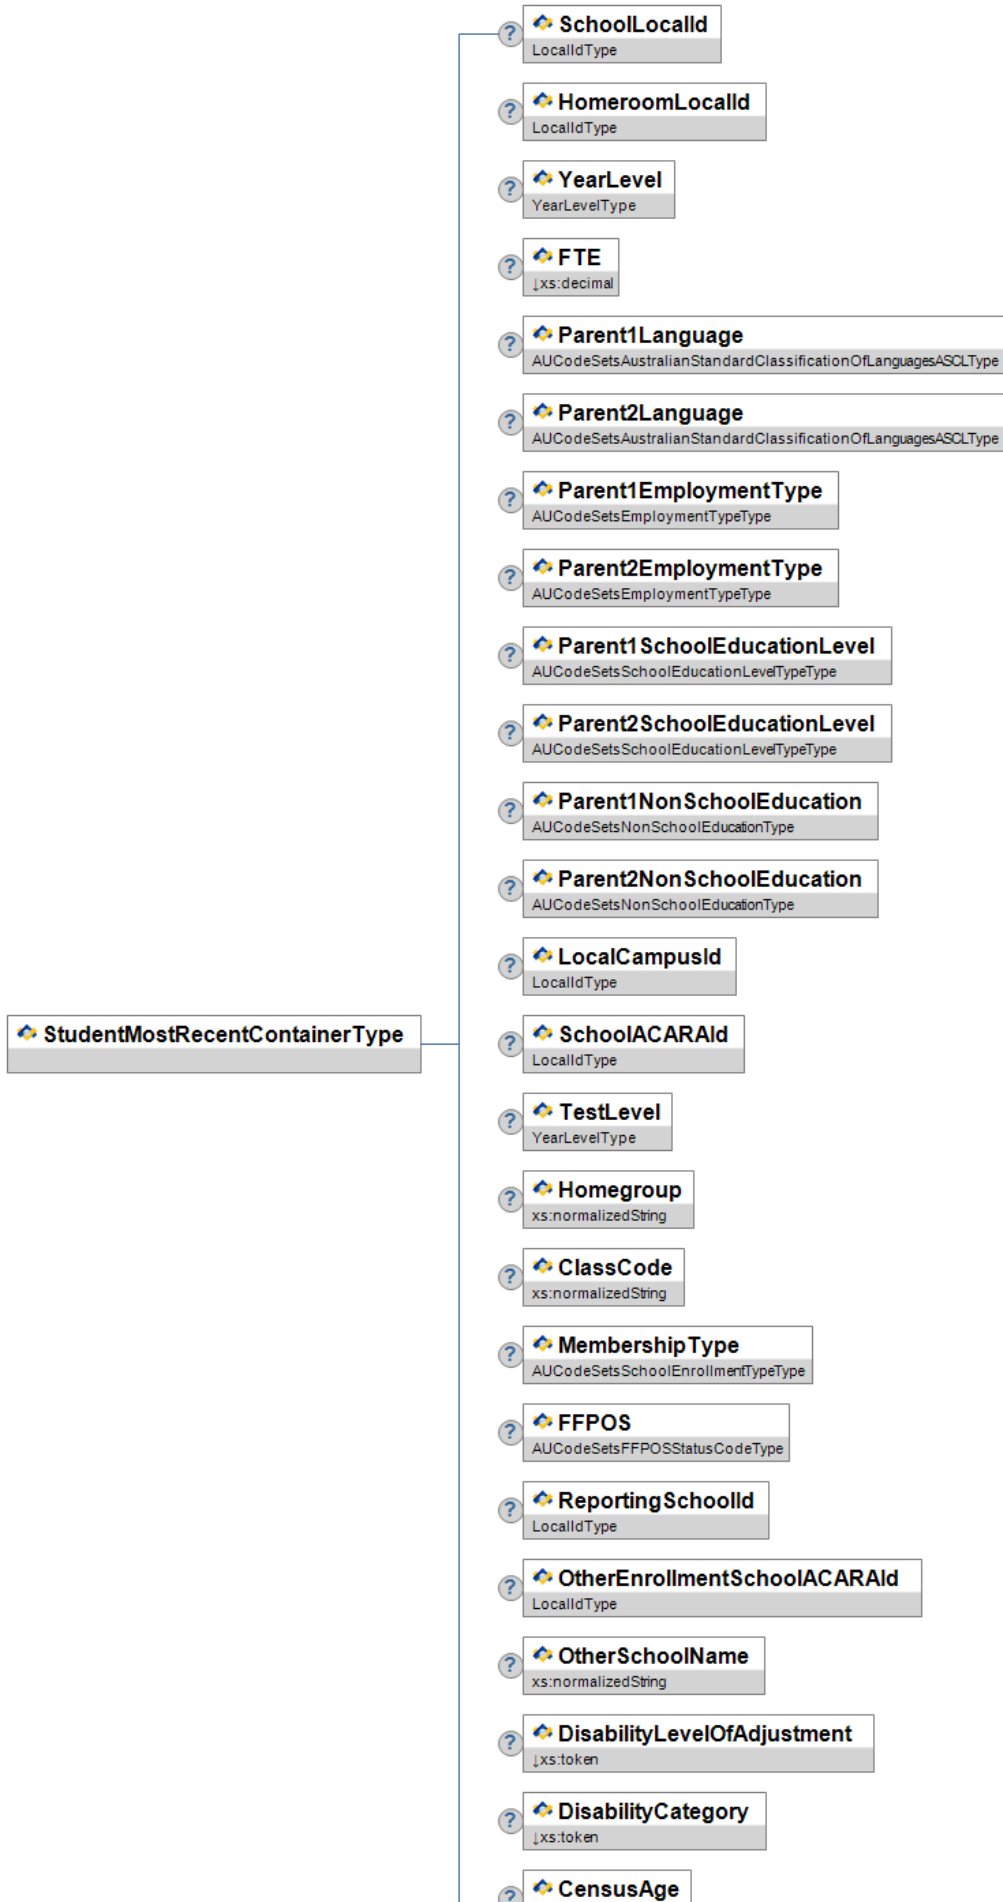 ?
SchoolLocalId
LocalIdType
?
HomeroomLocalId
LocalIdType
?
YearLevel
YearLevelType
?
FTE
↓xs:decimal
?
Parent1Language
AUCodeSetsAustralianStandardClassificationOfLanguagesASCLType
?
Parent2Language
AUCodeSetsAustralianStandardClassificationOfLanguagesASCLType
?
Parent1EmploymentType
AUCodeSetsEmploymentTypeType
?
Parent2EmploymentType
AUCodeSetsEmploymentTypeType
?
Parent1SchoolEducationLevel
AUCodeSetsSchoolEducationLevelTypeType
?
Parent2SchoolEducationLevel
AUCodeSetsSchoolEducationLevelTypeType
?
Parent1NonSchoolEducation
AUCodeSetsNonSchoolEducationType
?
Parent2NonSchoolEducation
AUCodeSetsNonSchoolEducationType
?
LocalCampusId
LocalIdType
StudentMostRecentContainerType
?
SchoolACARAId
LocalIdType
?
TestLevel
YearLevelType
?
Homegroup
xs:normalizedString
?
ClassCode
xs:normalizedString
?
MembershipType
AUCodeSetsSchoolEnrollmentTypeType
?
FFPOS
AUCodeSetsFFPOSStatusCodeType
?
ReportingSchoolId
LocalIdType
?
OtherEnrollmentSchoolACARAId
LocalIdType
?
OtherSchoolName
xs:normalizedString
?
DisabilityLevelOfAdjustment
↓xs:token
?
DisabilityCategory
↓xs:token
?
CensusAge